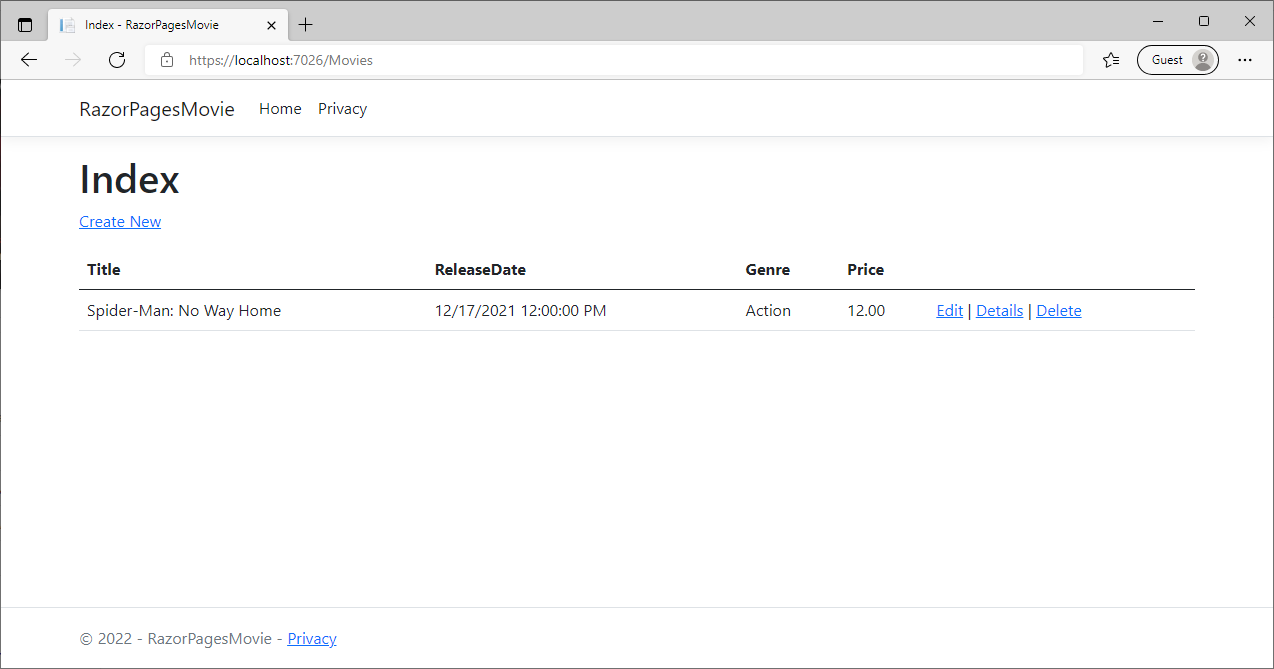 Index - RazorPagesMovie
https://localhost:7026/Movies
Guest
RazorPagesMovie Home Privacy
Index
Create New
Title ReleaseDate Genre Price
Spider-Man: No Way Home 12/17/2021 12:00:00 PM Action 12.00 Edit | Details | Delete
© 2022 - RazorPagesMovie - Privacy